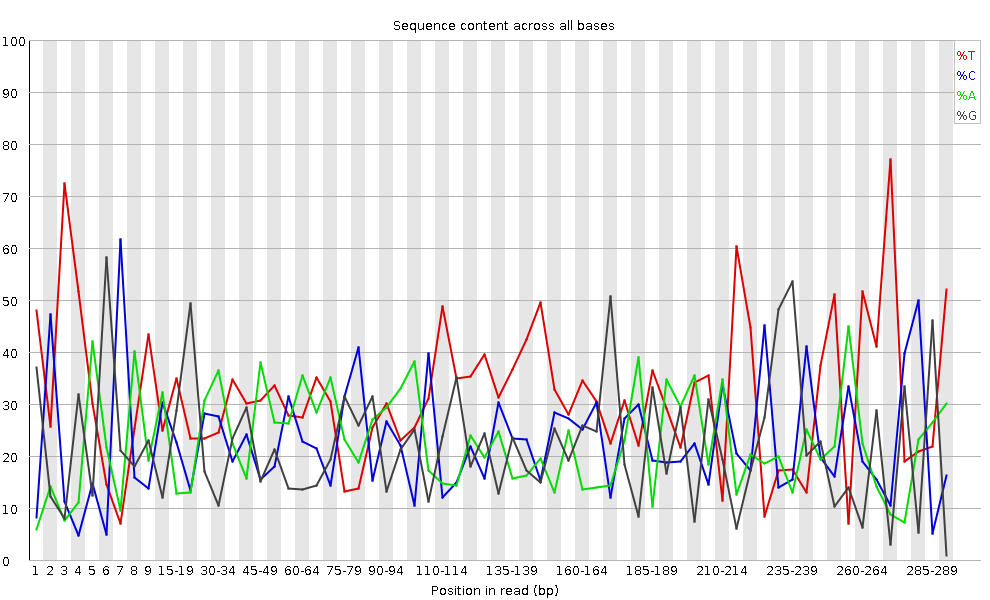 Sequence content across all bases
100
90
80
70
60
50
40
30
20
10
0
%T
%C
%A
%G
1 2 3 4 5 6 7 8 9 15-19 30-34 45-49 60-64 75-79 90-94 110-114 135-139 160-164 185-189 210-214 235-239 260-264 285-289
Position in read (bp)